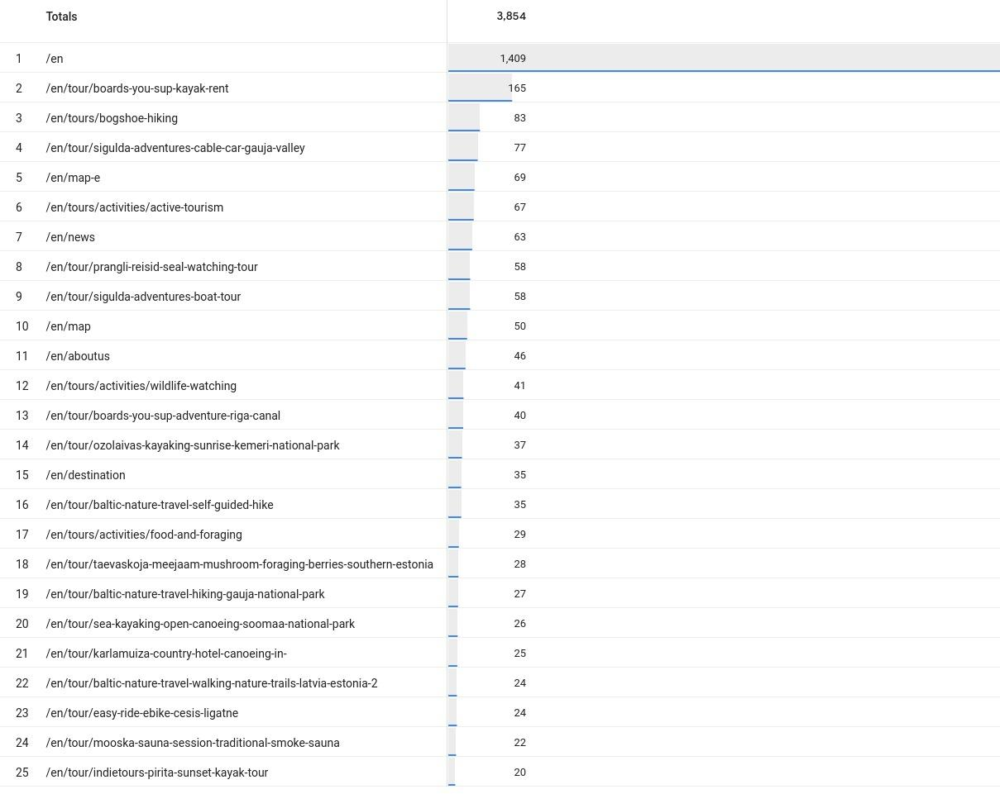 Totals 3,854
1 /en 1,409
2 /en/tour/boards-you-sup-kayak-rent 165
3 /en/tours/bogshoe-hiking 83
4 /en/tour/sigulda-adventures-cable-car-gauja-valley 77
5 /en/map-e 69
6 /en/tours/activities/active-tourism 67
7 /en/news 63
8 /en/tour/prangli-reisid-seal-watching-tour 58
9 /en/tour/sigulda-adventures-boat-tour 58
10 /en/map 50
11 /en/aboutus 46
12 /en/tours/activities/wildlife-watching 41
13 /en/tour/boards-you-sup-adventure-riga-canal 40
14 /en/tour/ozolaivas-kayaking-sunrise-kemeri-national-park 37
15 /en/destination 35
16 /en/tour/baltic-nature-travel-self-guided-hike 35
17 /en/tours/activities/food-and-foraging 29
18 /en/tour/taevaskoja-meejaam-mushroom-foraging-berries-southern-estonia 28
19 /en/tour/baltic-nature-travel-hiking-gauja-national-park 27
20 /en/tour/sea-kayaking-open-canoeing-soomaa-national-park 26
21 /en/tour/karlamuiza-country-hotel-canoeing-in- 25
22 /en/tour/baltic-nature-travel-walking-nature-trails-latvia-estonia-2 24
23 /en/tour/easy-ride-ebike-cesis-ligatne 24
24 /en/tour/mooska-sauna-session-traditional-smoke-sauna 22
25 /en/tour/indietours-pirita-sunset-kayak-tour 20